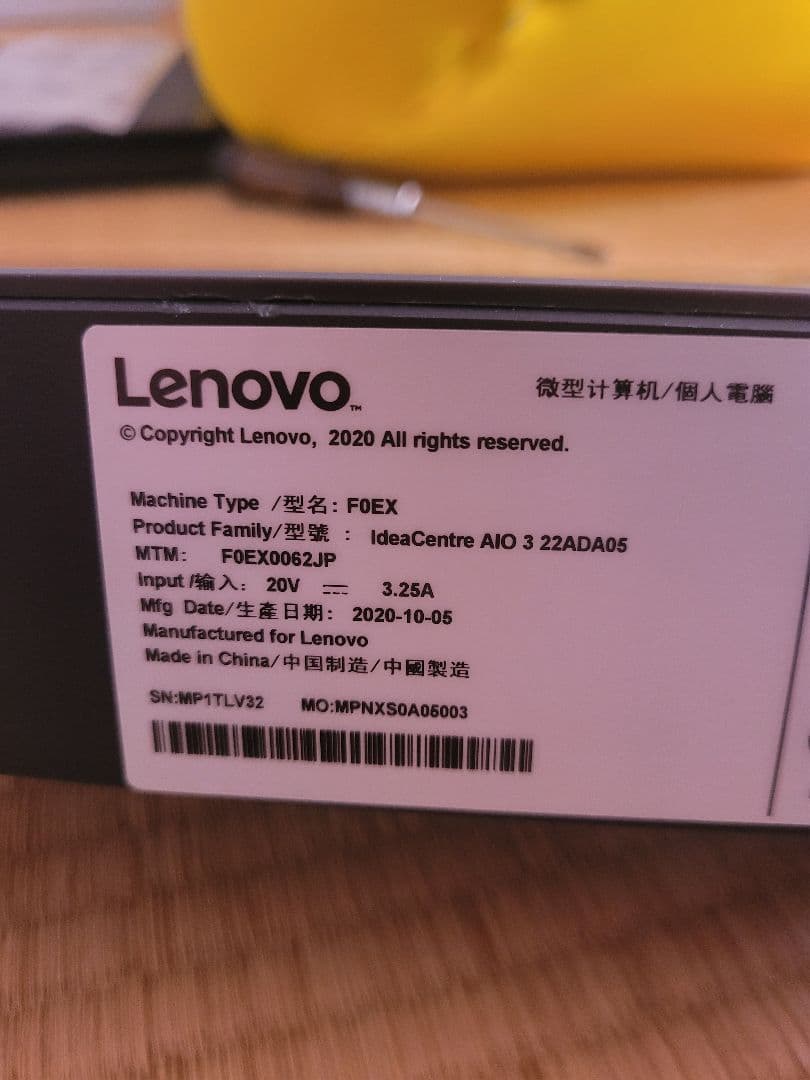 Lenovo™
微型计算机/個人電腦
© Copyright Lenovo, 2020 All rights reserved.
Machine Type /型名: F0EX
Product Family/型號 : IdeaCentre AIO 3 22ADA05
MTM: F0EX0062JP
Input /输入: 20V ⎓ 3.25A
Mfg Date/生產日期: 2020-10-05
Manufactured for Lenovo
Made in China/中国制造/中國製造
SN:MP1TLV32 MO:MPNXS0A05003